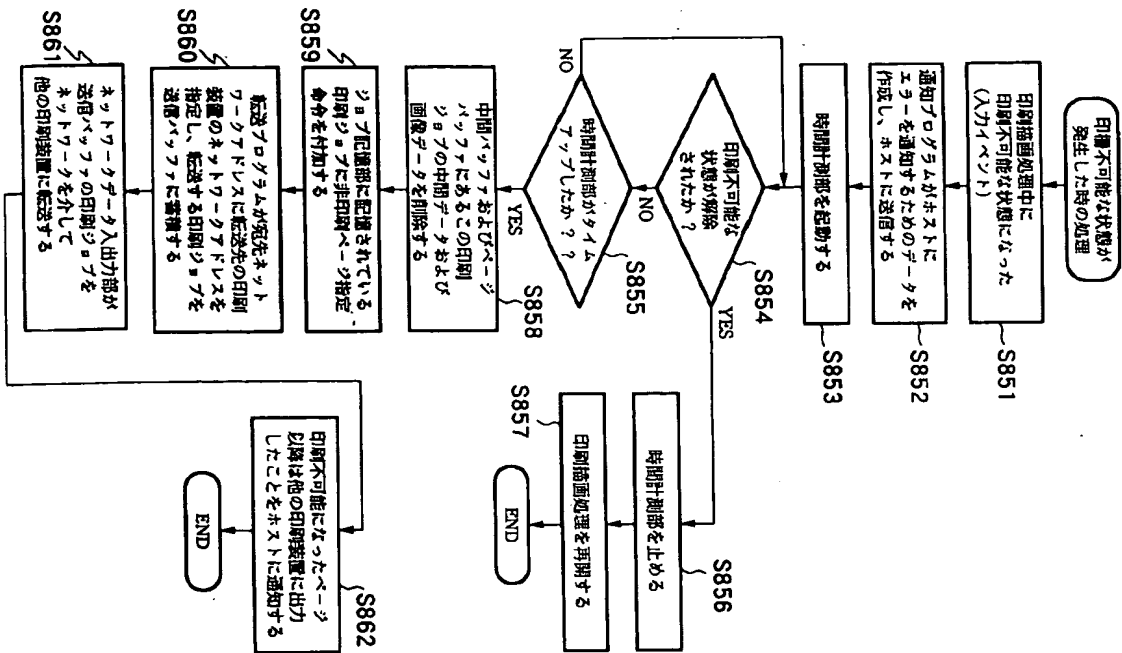 印刷不可能な状態が
発生した時の処理
印刷描画処理中に
印刷不可能な状態になった
(入力イベント)
S851
通知プログラムがホストに
エラーを通知するためのデータを
作成し、ホストに送信する
S852
時間計測部を起動する
S853
印刷不可能な
状態が解除
されたか?
S854
YES
NO
時間計測部がタイム
アップしたか?
?
S855
NO
YES
時間計測部を止める
S856
印刷描画処理を再開する
S857
END
中間バッファおよびページ
バッファにあるこの印刷
ジョブの中間データおよび
画像データを削除する
S858
ジョブ記憶部に記憶されている
印刷ジョブに非印刷ページ指定
命令を付加する
S859
転送プログラムが宛先ネット
ワークアドレスに転送先の印刷
装置のネットワークアドレスを
指定し、転送する印刷ジョブを
送信バッファに蓄積する
S860
ネットワークデータ入出力部が
送信バッファの印刷ジョブを
ネットワークを介して
他の印刷装置に転送する
S861
印刷不可能になったページ
以降は他の印刷装置に出力
したことをホストに通知する
S862
END